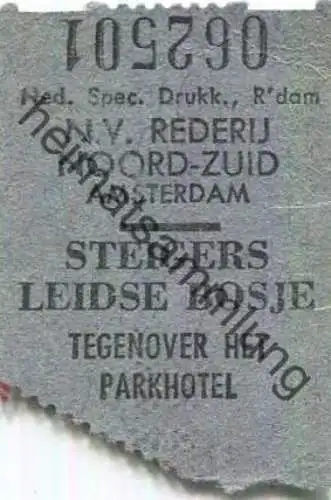 062501
Ned. Spec. Drukk., R'dam
N.V. REDERIJ
NOORD-ZUID
AMSTERDAM
STEIGERS
LEIDSE BOSJE
TEGENOVER HET
PARKHOTEL
heimatsammlung